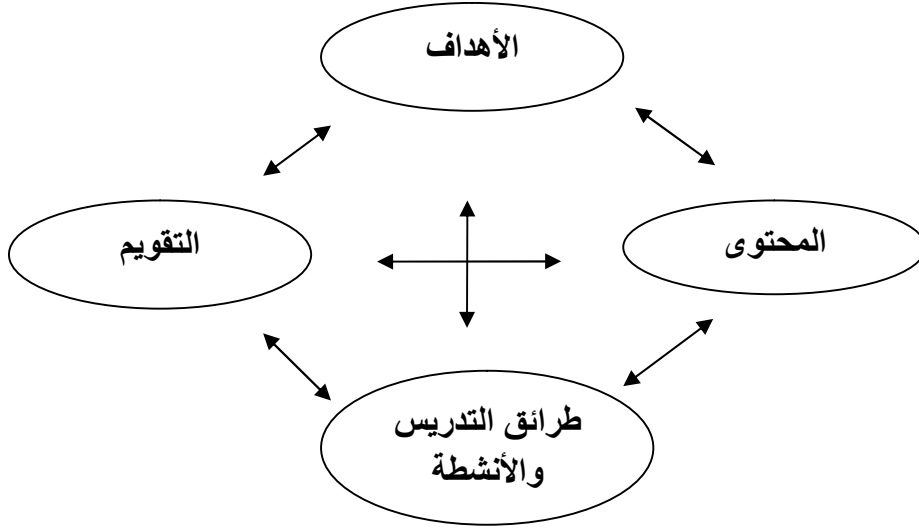 الأهداف
المحتوى
التقويم
طرائق التدريس
والأنشطة